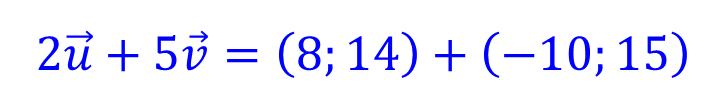 2𝑢⃗ + 5𝑣⃗ = (8; 14) + (−10; 15)